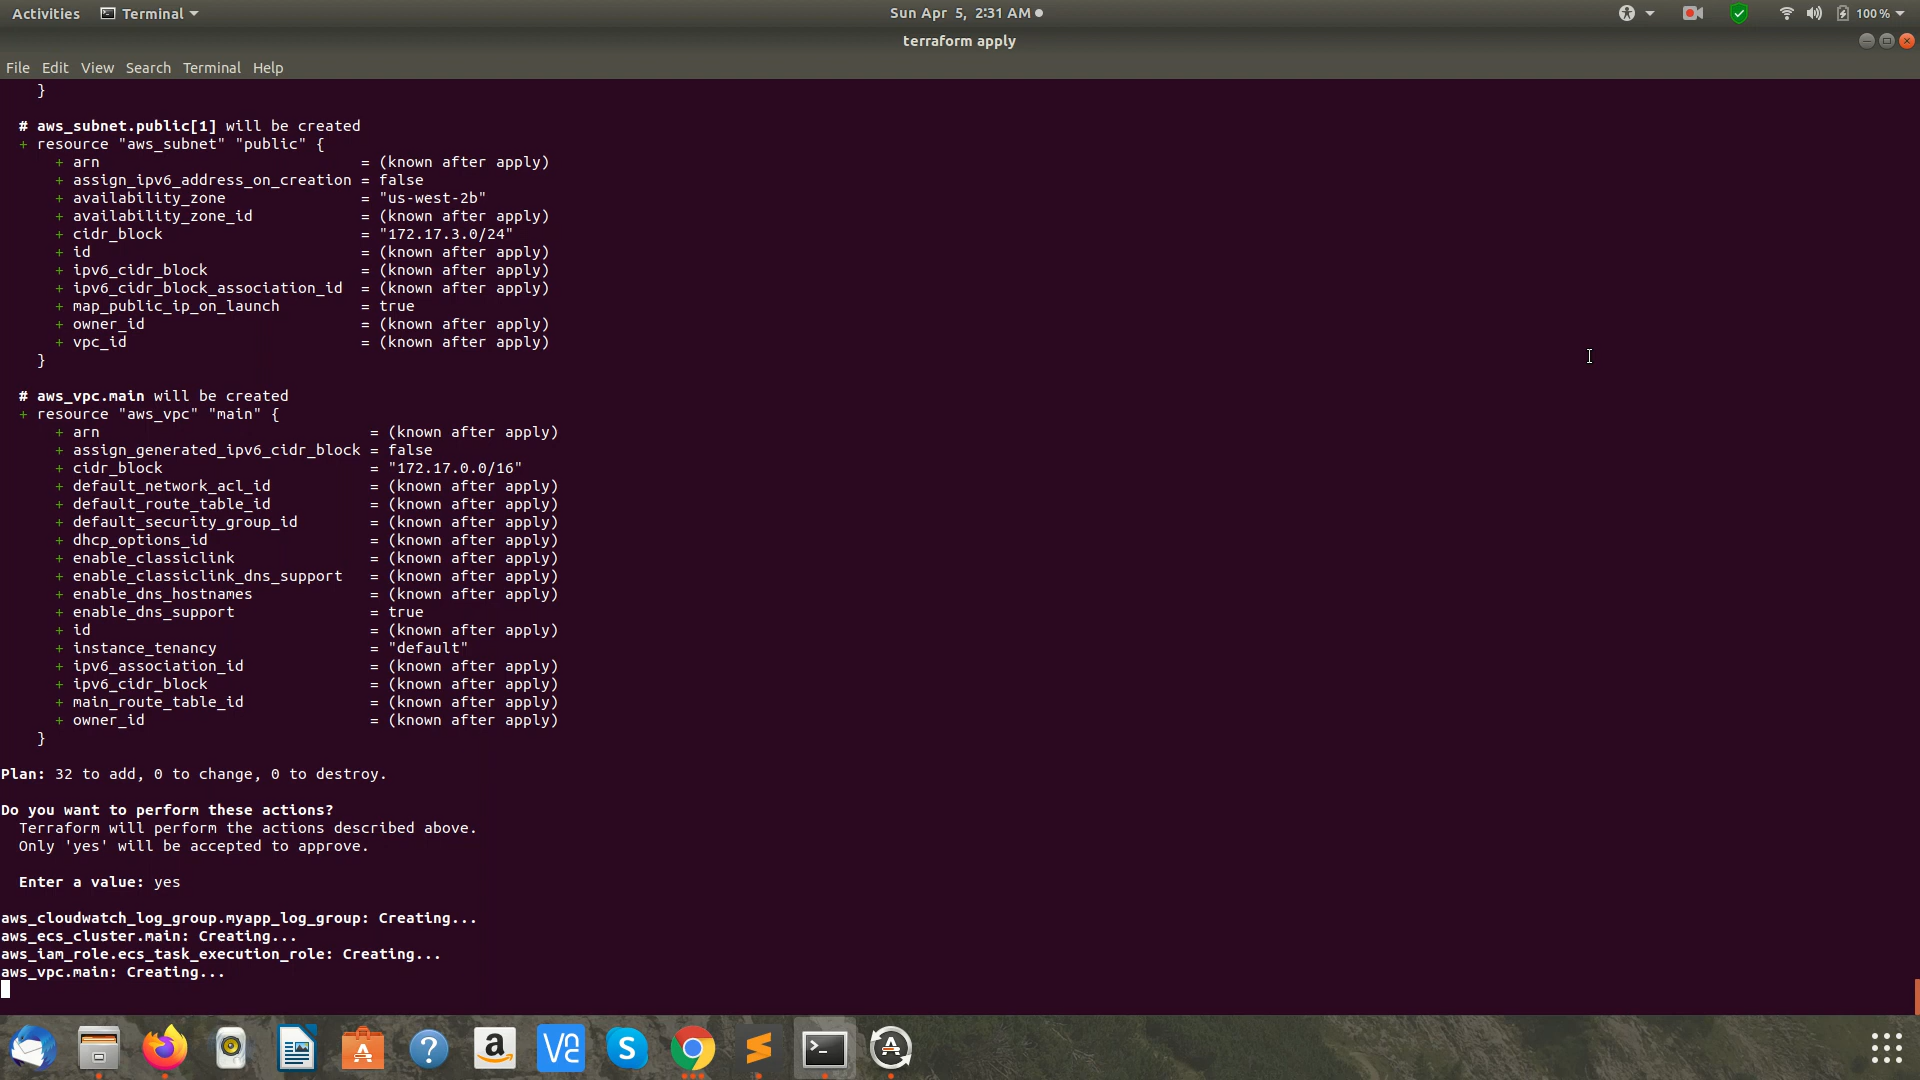 Activities Terminal Sun Apr 5, 2:31 AM 100 %
terraform apply
File Edit View Search Terminal Help
}
# aws_subnet.public[1] will be created
+ resource "aws_subnet" "public" {
+ arn = (known after apply)
+ assign_ipv6_address_on_creation = false
+ availability_zone = "us-west-2b"
+ availability_zone_id = (known after apply)
+ cidr_block = "172.17.3.0/24"
+ id = (known after apply)
+ ipv6_cidr_block = (known after apply)
+ ipv6_cidr_block_association_id = (known after apply)
+ map_public_ip_on_launch = true
+ owner_id = (known after apply)
+ vpc_id = (known after apply)
}
# aws_vpc.main will be created
+ resource "aws_vpc" "main" {
+ arn = (known after apply)
+ assign_generated_ipv6_cidr_block = false
+ cidr_block = "172.17.0.0/16"
+ default_network_acl_id = (known after apply)
+ default_route_table_id = (known after apply)
+ default_security_group_id = (known after apply)
+ dhcp_options_id = (known after apply)
+ enable_classiclink = (known after apply)
+ enable_classiclink_dns_support = (known after apply)
+ enable_dns_hostnames = (known after apply)
+ enable_dns_support = true
+ id = (known after apply)
+ instance_tenancy = "default"
+ ipv6_association_id = (known after apply)
+ ipv6_cidr_block = (known after apply)
+ main_route_table_id = (known after apply)
+ owner_id = (known after apply)
}
Plan: 32 to add, 0 to change, 0 to destroy.
Do you want to perform these actions?
Terraform will perform the actions described above.
Only 'yes' will be accepted to approve.
Enter a value: yes
aws_cloudwatch_log_group.myapp_log_group: Creating...
aws_ecs_cluster.main: Creating...
aws_iam_role.ecs_task_execution_role: Creating...
aws_vpc.main: Creating...